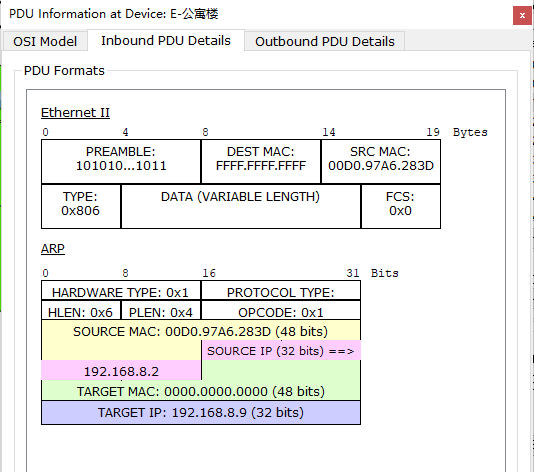 PDU Information at Device: E-公寓楼
x
OSI Model Inbound PDU Details Outbound PDU Details
PDU Formats
Ethernet II
0 4 8 14 19 Bytes
PREAMBLE: DEST MAC: SRC MAC:
101010...1011 FFFF.FFFF.FFFF 00D0.97A6.283D
TYPE: DATA (VARIABLE LENGTH) FCS:
0x806 0x0
ARP
0 8 16 31 Bits
HARDWARE TYPE: 0x1 PROTOCOL TYPE:
HLEN: 0x6 PLEN: 0x4 OPCODE: 0x1
SOURCE MAC: 00D0.97A6.283D (48 bits)
SOURCE IP (32 bits) ==>
192.168.8.2
TARGET MAC: 0000.0000.0000 (48 bits)
TARGET IP: 192.168.8.9 (32 bits)